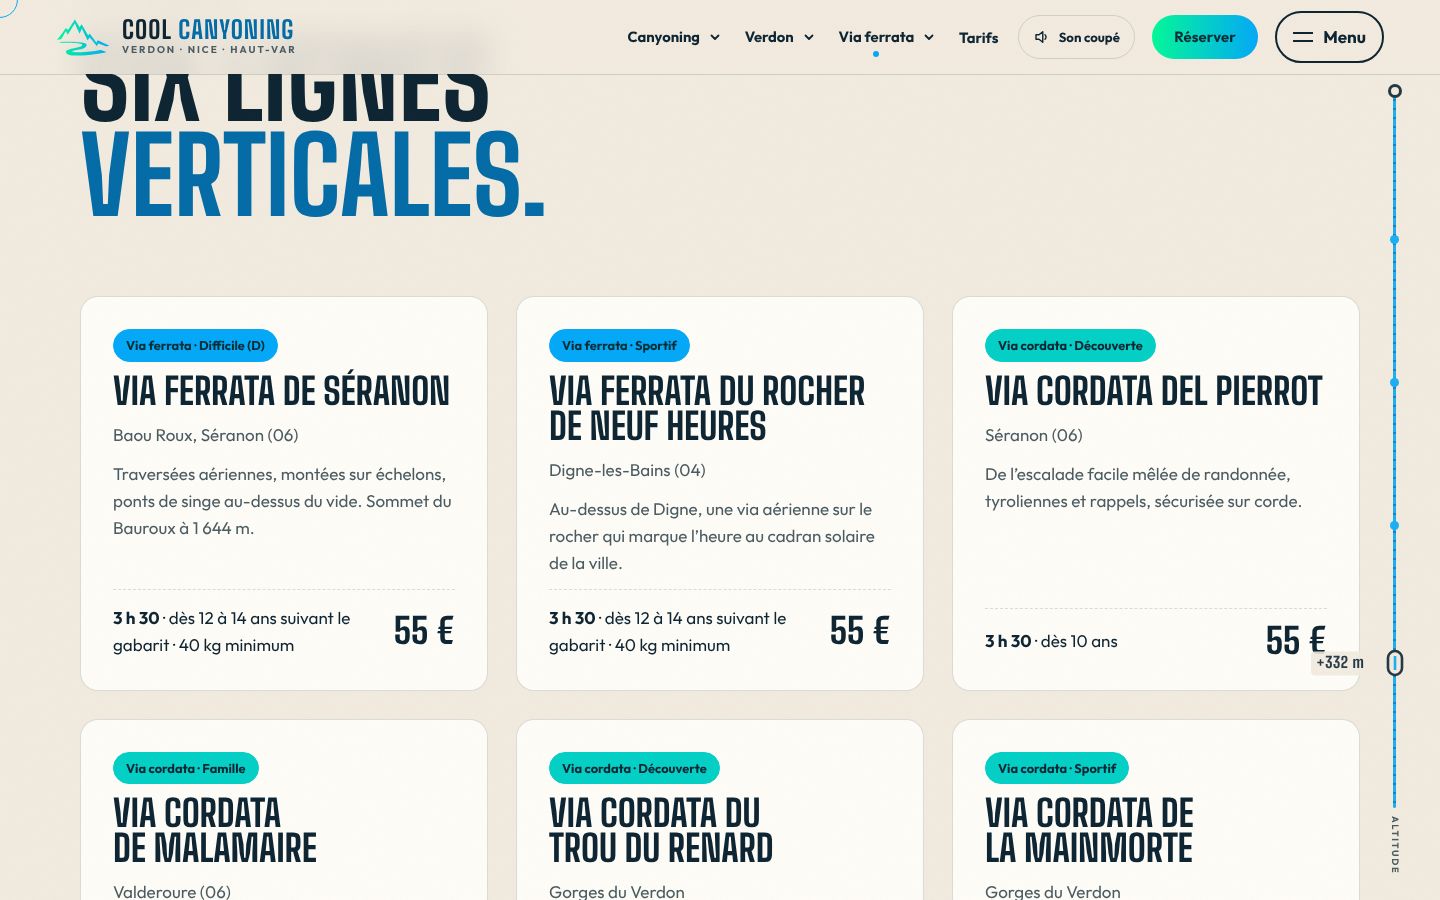 COOL CANYONING
VERDON · NICE · HAUT-VAR
Canyoning
Verdon
Via ferrata
Tarifs
Son coupé
Réserver
Menu
SIX LIGNES
VERTICALES.
Via ferrata · Difficile (D)
VIA FERRATA DE SÉRANON
Baou Roux, Séranon (06)
Traversées aériennes, montées sur échelons,
ponts de singe au-dessus du vide. Sommet du
Bauroux à 1 644 m.
3 h 30 · dès 12 à 14 ans suivant le
gabarit · 40 kg minimum
55 €
Via ferrata · Sportif
VIA FERRATA DU ROCHER
DE NEUF HEURES
Digne-les-Bains (04)
Au-dessus de Digne, une via aérienne sur le
rocher qui marque l’heure au cadran solaire
de la ville.
3 h 30 · dès 12 à 14 ans suivant le
gabarit · 40 kg minimum
55 €
Via cordata · Découverte
VIA CORDATA DEL PIERROT
Séranon (06)
De l’escalade facile mêlée de randonnée,
tyroliennes et rappels, sécurisée sur corde.
3 h 30 · dès 10 ans
55 €
+332 m
Via cordata · Famille
VIA CORDATA
DE MALAMAIRE
Valderoure (06)
Via cordata · Découverte
VIA CORDATA DU
TROU DU RENARD
Gorges du Verdon
Via cordata · Sportif
VIA CORDATA DE
LA MAINMORTE
Gorges du Verdon
ALTITUDE